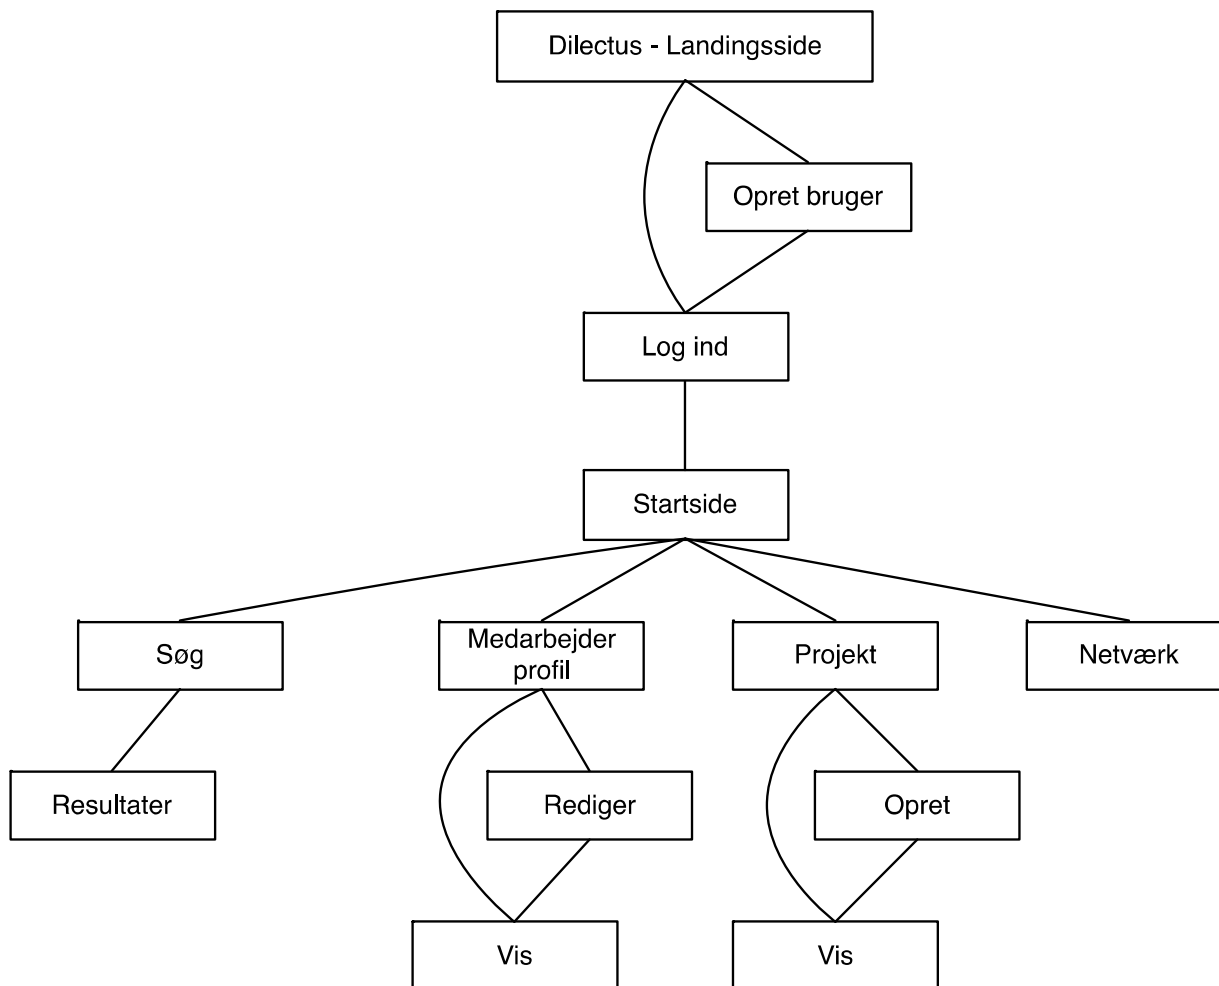 Dilectus - Landingsside
Opret bruger
Log ind
Startside
Søg
Medarbejder
profil
Projekt
Netværk
Resultater
Rediger
Opret
Vis
Vis